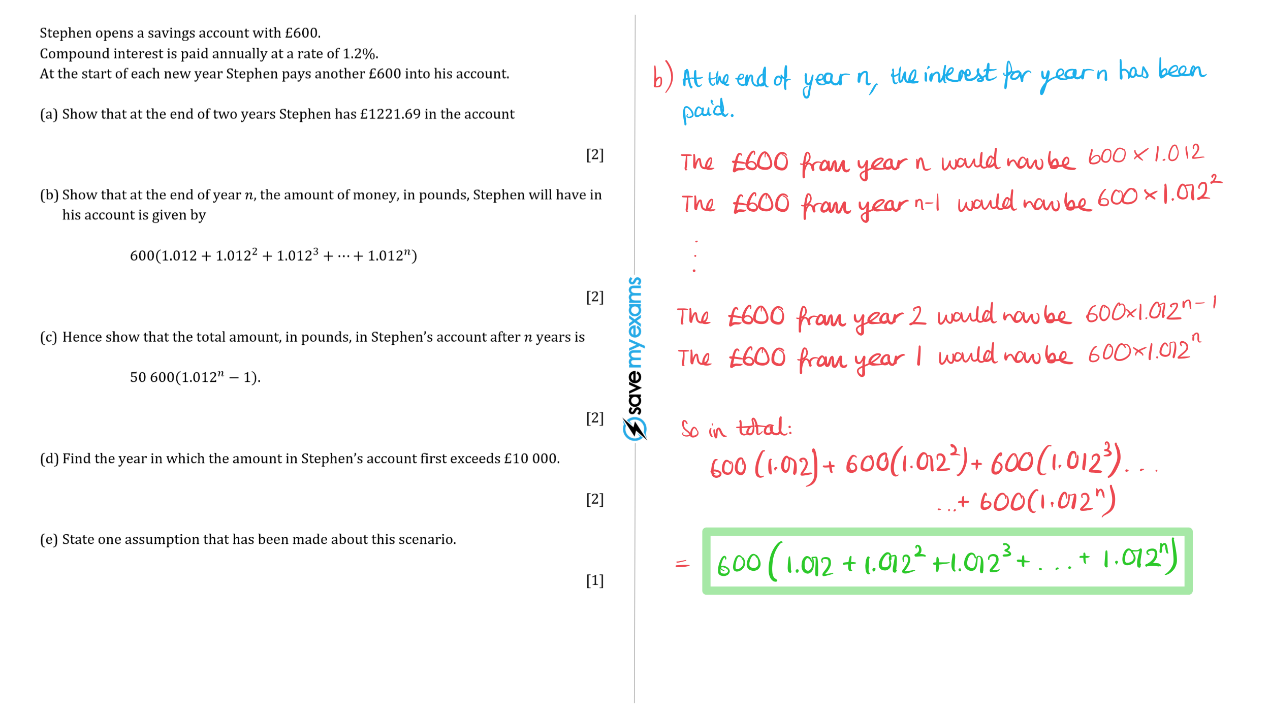 Stephen opens a savings account with £600.
Compound interest is paid annually at a rate of 1.2%.
At the start of each new year Stephen pays another £600 into his account.
(a) Show that at the end of two years Stephen has £1221.69 in the account
[2]
(b) Show that at the end of year n, the amount of money, in pounds, Stephen will have in
his account is given by
600(1.012 + 1.012² + 1.012³ + ⋯ + 1.012ⁿ)
[2]
(c) Hence show that the total amount, in pounds, in Stephen's account after n years is
50 600(1.012ⁿ − 1).
[2]
(d) Find the year in which the amount in Stephen's account first exceeds £10 000.
[2]
(e) State one assumption that has been made about this scenario.
[1]
savemyexams
b) At the end of year n, the interest for year n has been
paid.
The £600 from year n would now be 600 × 1.012
The £600 from year n-1 would now be 600 × 1.012²
⋮
The £600 from year 2 would now be 600×1.012ⁿ⁻¹
The £600 from year 1 would now be 600×1.012ⁿ
So in total:
600 (1.012) + 600(1.012²) + 600(1.012³) ...
...+ 600(1.012ⁿ)
= 600 (1.012 + 1.012² + 1.012³ + ... + 1.012ⁿ)